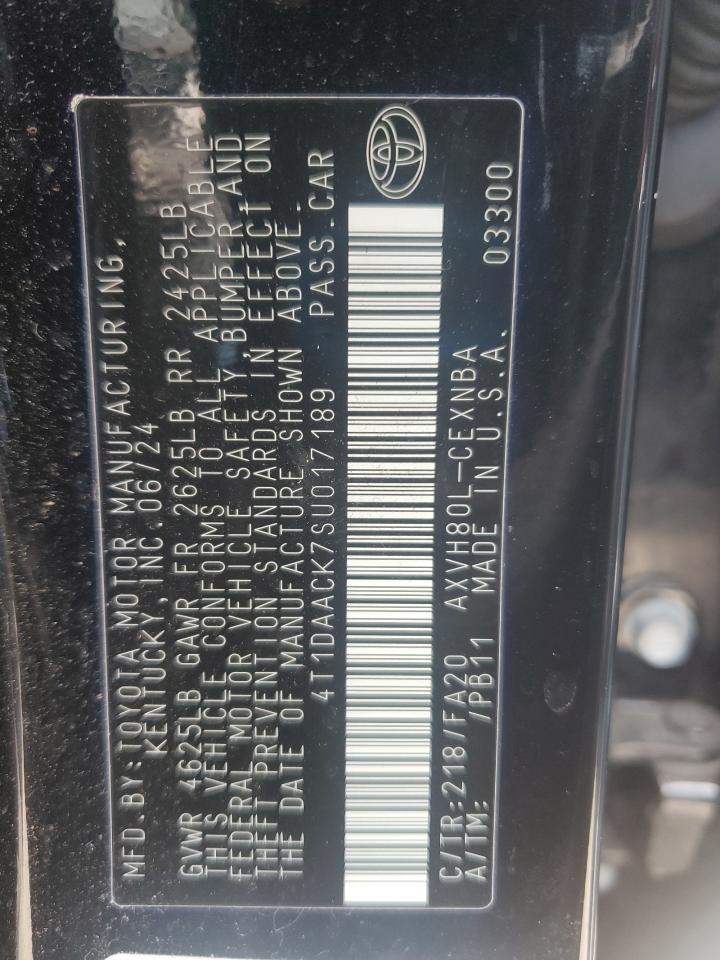 MFD.BY:TOYOTA MOTOR MANUFACTURING,
KENTUCKY, INC.06/24
GVWR 4625LB GAWR FR 2625LB RR 2425LB
THIS VEHICLE CONFORMS TO ALL APPLICABLE
FEDERAL MOTOR VEHICLE SAFETY,BUMPER,AND
THEFT PREVENTION STANDARDS IN EFFECT ON
THE DATE OF MANUFACTURE SHOWN ABOVE.
4T1DAACK7SU017189 PASS.CAR
C/TR:218/FA20 AXVH80L-CEXNBA
A/TM: /PB11 MADE IN U.S.A. 03300